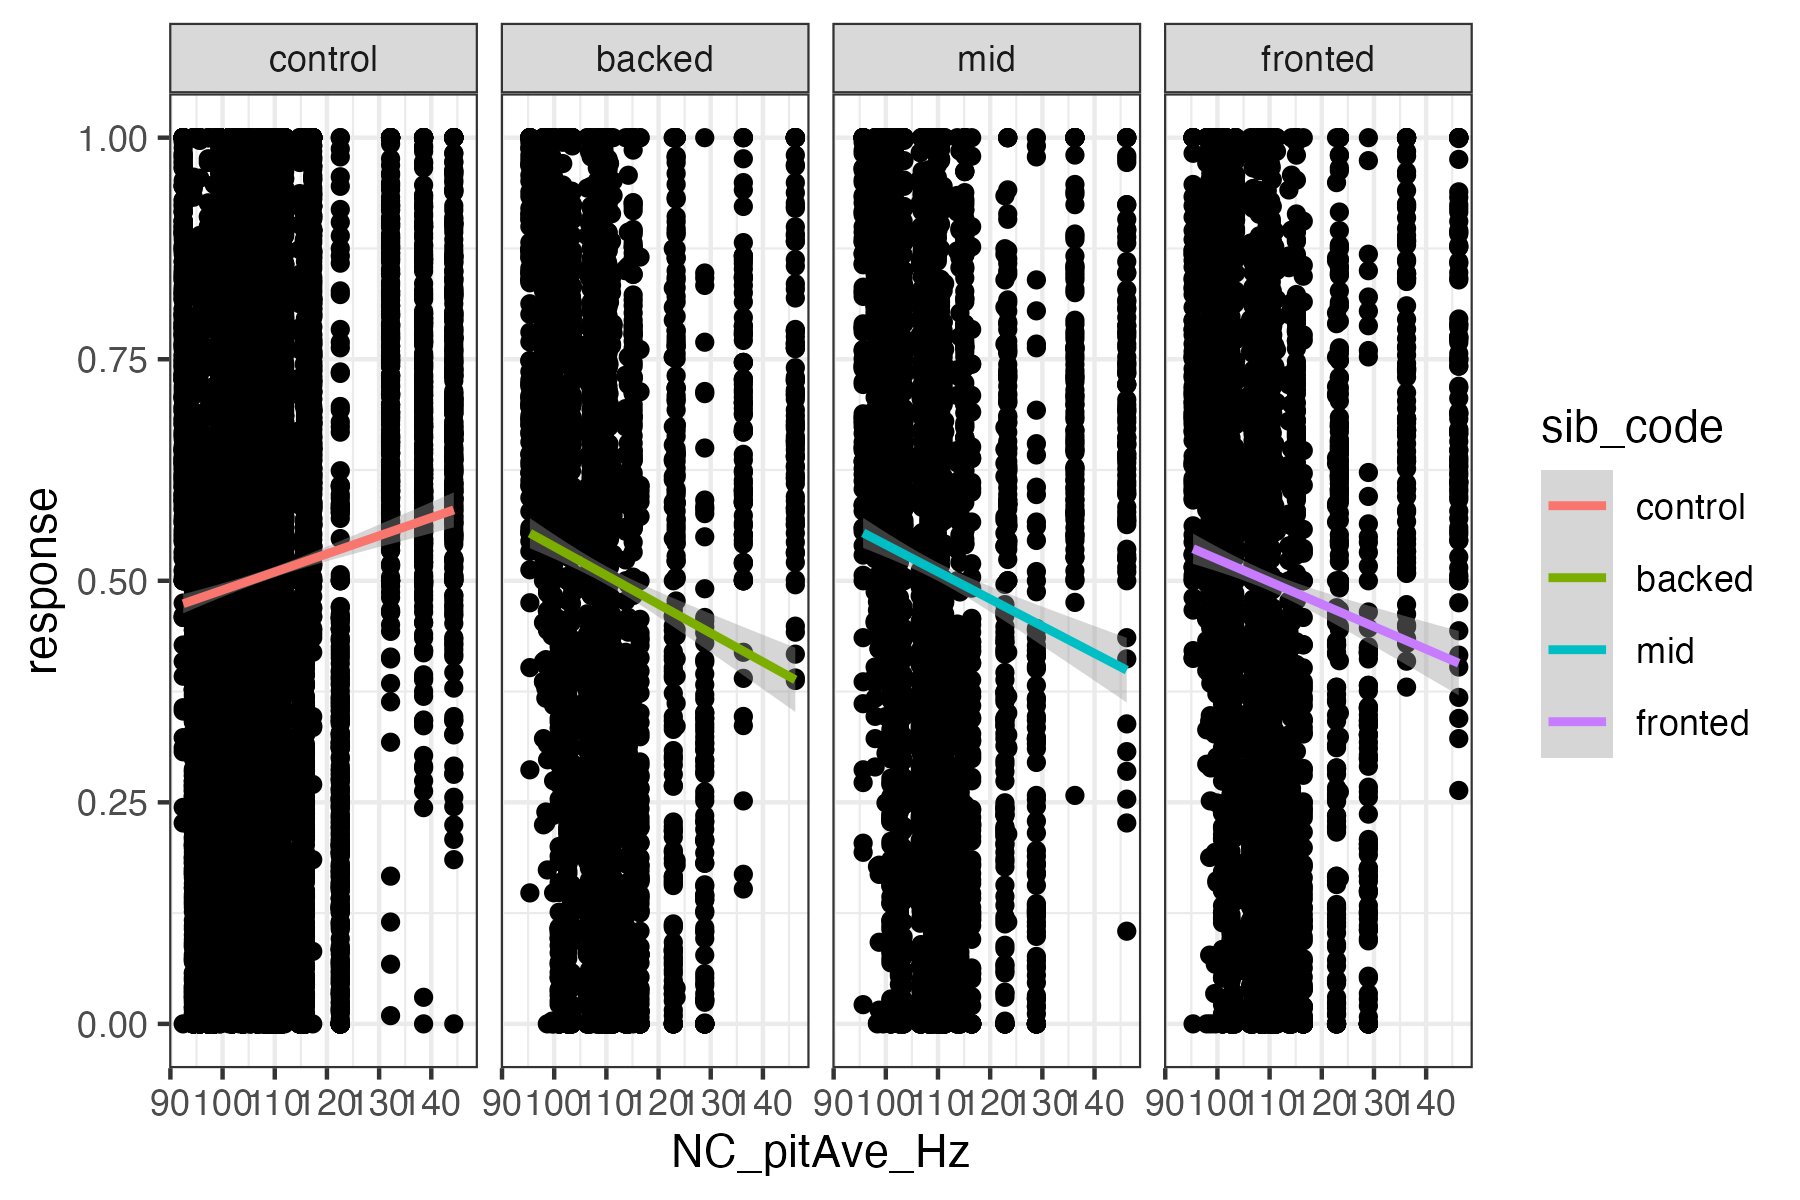 control backed mid fronted
1.00
0.75
0.50
0.25
0.00
response
90 100 110 120 130 140 90 100 110 120 130 140 90 100 110 120 130 140 90 100 110 120 130 140
NC_pitAve_Hz
sib_code
control
backed
mid
fronted